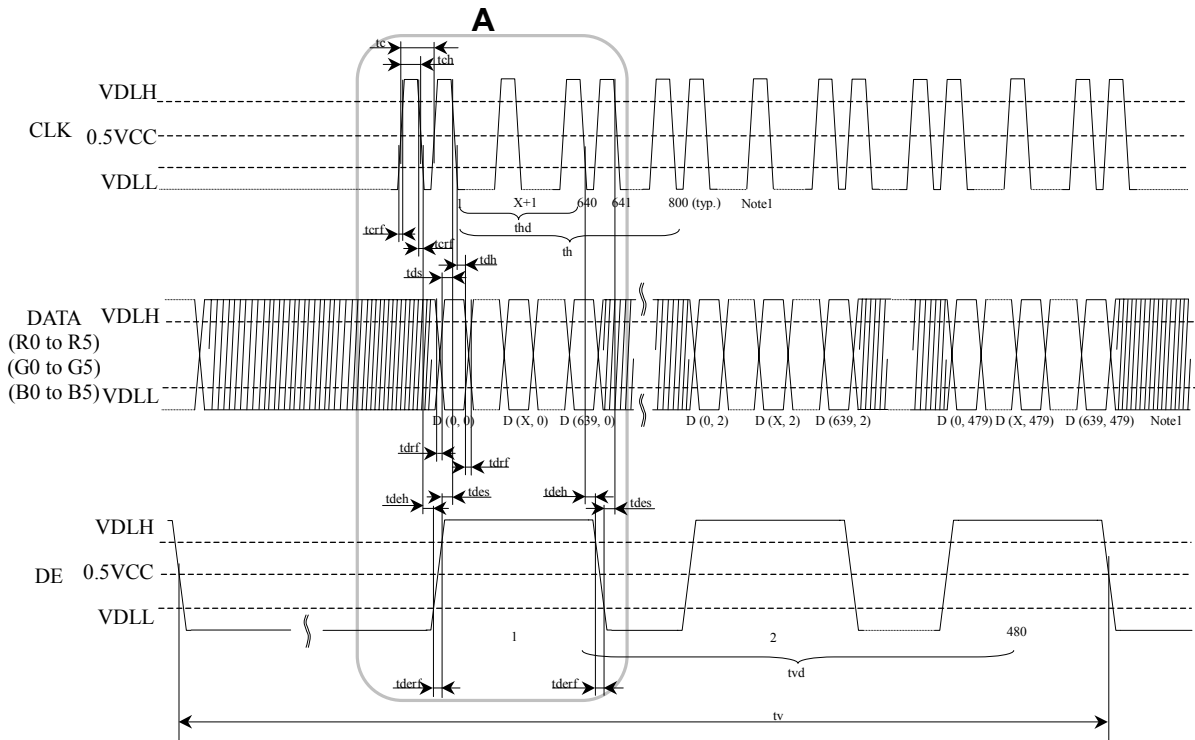 A
tc
tch
VDLH
CLK 0.5VCC
VDLL
1 X+1 640 641 800 (typ.) Note1
thd
tcrf tcrf th
tdh
tds
DATA VDLH
(R0 to R5)
(G0 to G5)
(B0 to B5) VDLL
D (0, 0) D (X, 0) D (639, 0) D (0, 2) D (X, 2) D (639, 2) D (0, 479) D (X, 479) D (639, 479) Note1
tdrf
tdrf
tdeh tdes tdeh tdes
VDLH
DE 0.5VCC
VDLL
1 2 480
tvd
tderf tderf
tv